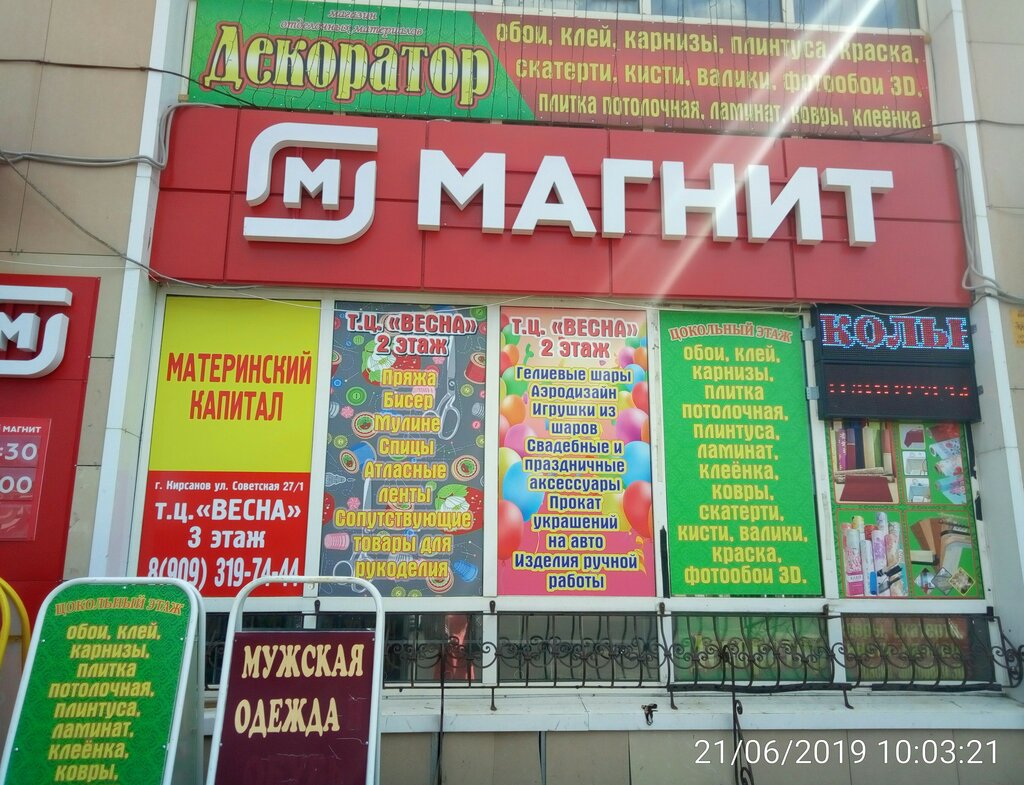 магазин
отделочных материалов
Декоратор
обои, клей, карнизы, плинтуса, краска,
скатерти, кисти, валики, фотообои 3D,
плитка потолочная, ламинат, ковры, клеёнка.
М МАГНИТ
М
МАГНИТ
:30
:00
МАТЕРИНСКИЙ
КАПИТАЛ
г. Кирсанов ул. Советская 27/1
т.ц. «ВЕСНА»
3 этаж
8(909) 319-74-44
т.ц. «ВЕСНА»
2 этаж
Пряжа
Бисер
Мулине
Спицы
Атласные
ленты
Сопутствующие
товары для
рукоделия
т.ц. «ВЕСНА»
2 этаж
Гелиевые шары
Аэродизайн
Игрушки из
шаров
Свадебные и
праздничные
аксессуары
Прокат
украшений
на авто
Изделия ручной
работы
цокольный этаж
обои, клей,
карнизы,
плитка
потолочная,
плинтуса,
ламинат,
клеёнка,
ковры,
скатерти,
кисти, валики,
краска,
фотообои 3D.
КОЛЬЕ
цокольный этаж
обои, клей,
карнизы,
плитка
потолочная,
плинтуса,
ламинат,
клеёнка,
ковры,
МУЖСКАЯ
ОДЕЖДА
21/06/2019 10:03:21